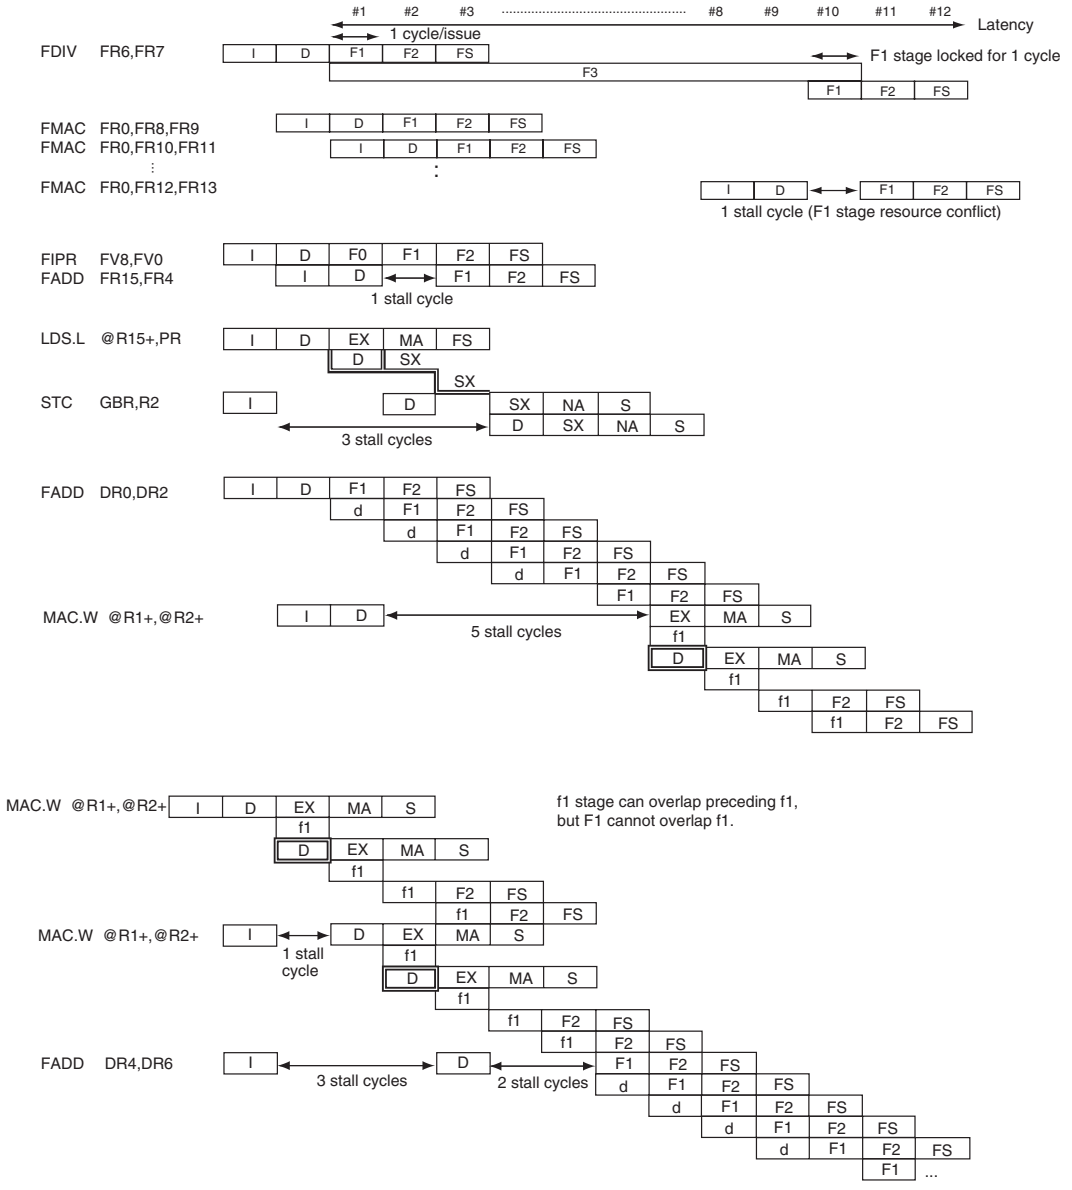 #1 #2 #3 #8 #9 #10 #11 #12
Latency
1 cycle/issue
FDIV FR6,FR7 I D F1 F2 FS F1 stage locked for 1 cycle
F3
F1 F2 FS
FMAC FR0,FR8,FR9 I D F1 F2 FS
FMAC FR0,FR10,FR11 I D F1 F2 FS
FMAC FR0,FR12,FR13 I D F1 F2 FS
1 stall cycle (F1 stage resource conflict)
FIPR FV8,FV0 I D F0 F1 F2 FS
FADD FR15,FR4 I D F1 F2 FS
1 stall cycle
LDS.L @R15+,PR I D EX MA FS
D SX
SX
STC GBR,R2 I D SX NA S
D SX NA S
3 stall cycles
FADD DR0,DR2 I D F1 F2 FS
d F1 F2 FS
d F1 F2 FS
d F1 F2 FS
d F1 F2 FS
F1 F2 FS
MAC.W @R1+,@R2+ I D EX MA S
5 stall cycles
f1
D EX MA S
f1
f1 F2 FS
f1 F2 FS
MAC.W @R1+,@R2+ I D EX MA S
f1 stage can overlap preceding f1,
but F1 cannot overlap f1.
f1
D EX MA S
f1
f1 F2 FS
f1 F2 FS
MAC.W @R1+,@R2+ I D EX MA S
1 stall
cycle
f1
D EX MA S
f1
f1 F2 FS
f1 F2 FS
FADD DR4,DR6 I D F1 F2 FS
3 stall cycles 2 stall cycles
d F1 F2 FS
d F1 F2 FS
d F1 F2 FS
d F1 F2 FS
F1 ...